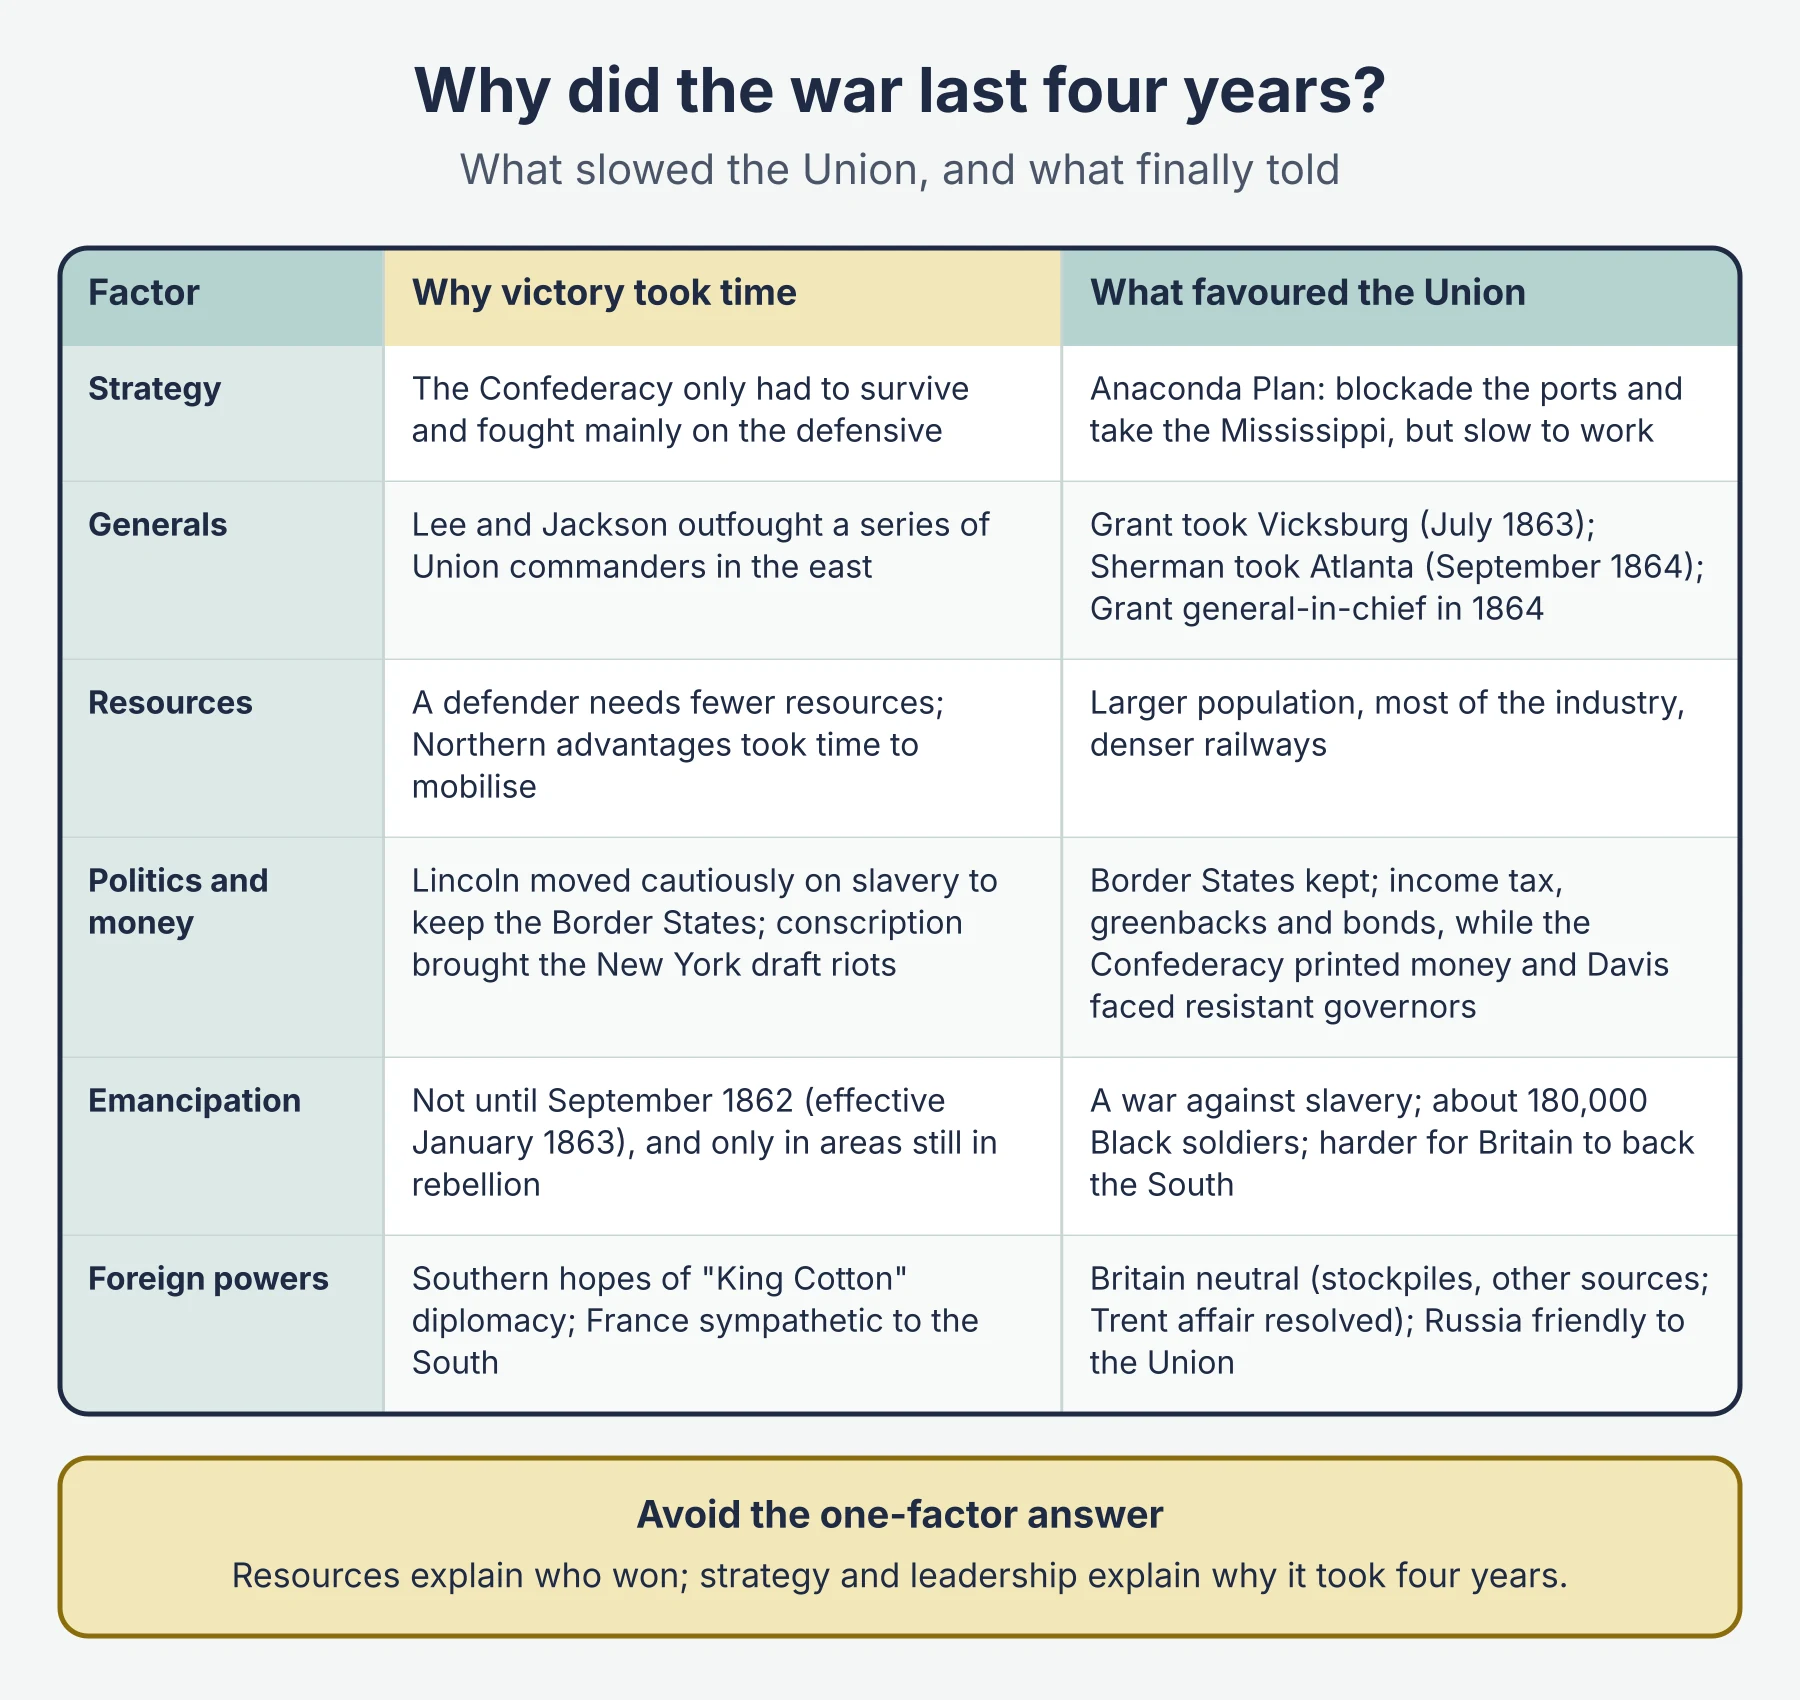 Why did the war last four years?
What slowed the Union, and what finally told
Factor
Why victory took time
What favoured the Union
Strategy
The Confederacy only had to survive
and fought mainly on the defensive
Anaconda Plan: blockade the ports and
take the Mississippi, but slow to work
Generals
Lee and Jackson outfought a series of
Union commanders in the east
Grant took Vicksburg (July 1863);
Sherman took Atlanta (September 1864);
Grant general-in-chief in 1864
Resources
A defender needs fewer resources;
Northern advantages took time to
mobilise
Larger population, most of the industry,
denser railways
Politics and
money
Lincoln moved cautiously on slavery to
keep the Border States; conscription
brought the New York draft riots
Border States kept; income tax,
greenbacks and bonds, while the
Confederacy printed money and Davis
faced resistant governors
Emancipation
Not until September 1862 (effective
January 1863), and only in areas still in
rebellion
A war against slavery; about 180,000
Black soldiers; harder for Britain to back
the South
Foreign powers
Southern hopes of "King Cotton"
diplomacy; France sympathetic to the
South
Britain neutral (stockpiles, other sources;
Trent affair resolved); Russia friendly to
the Union
Avoid the one-factor answer
Resources explain who won; strategy and leadership explain why it took four years.